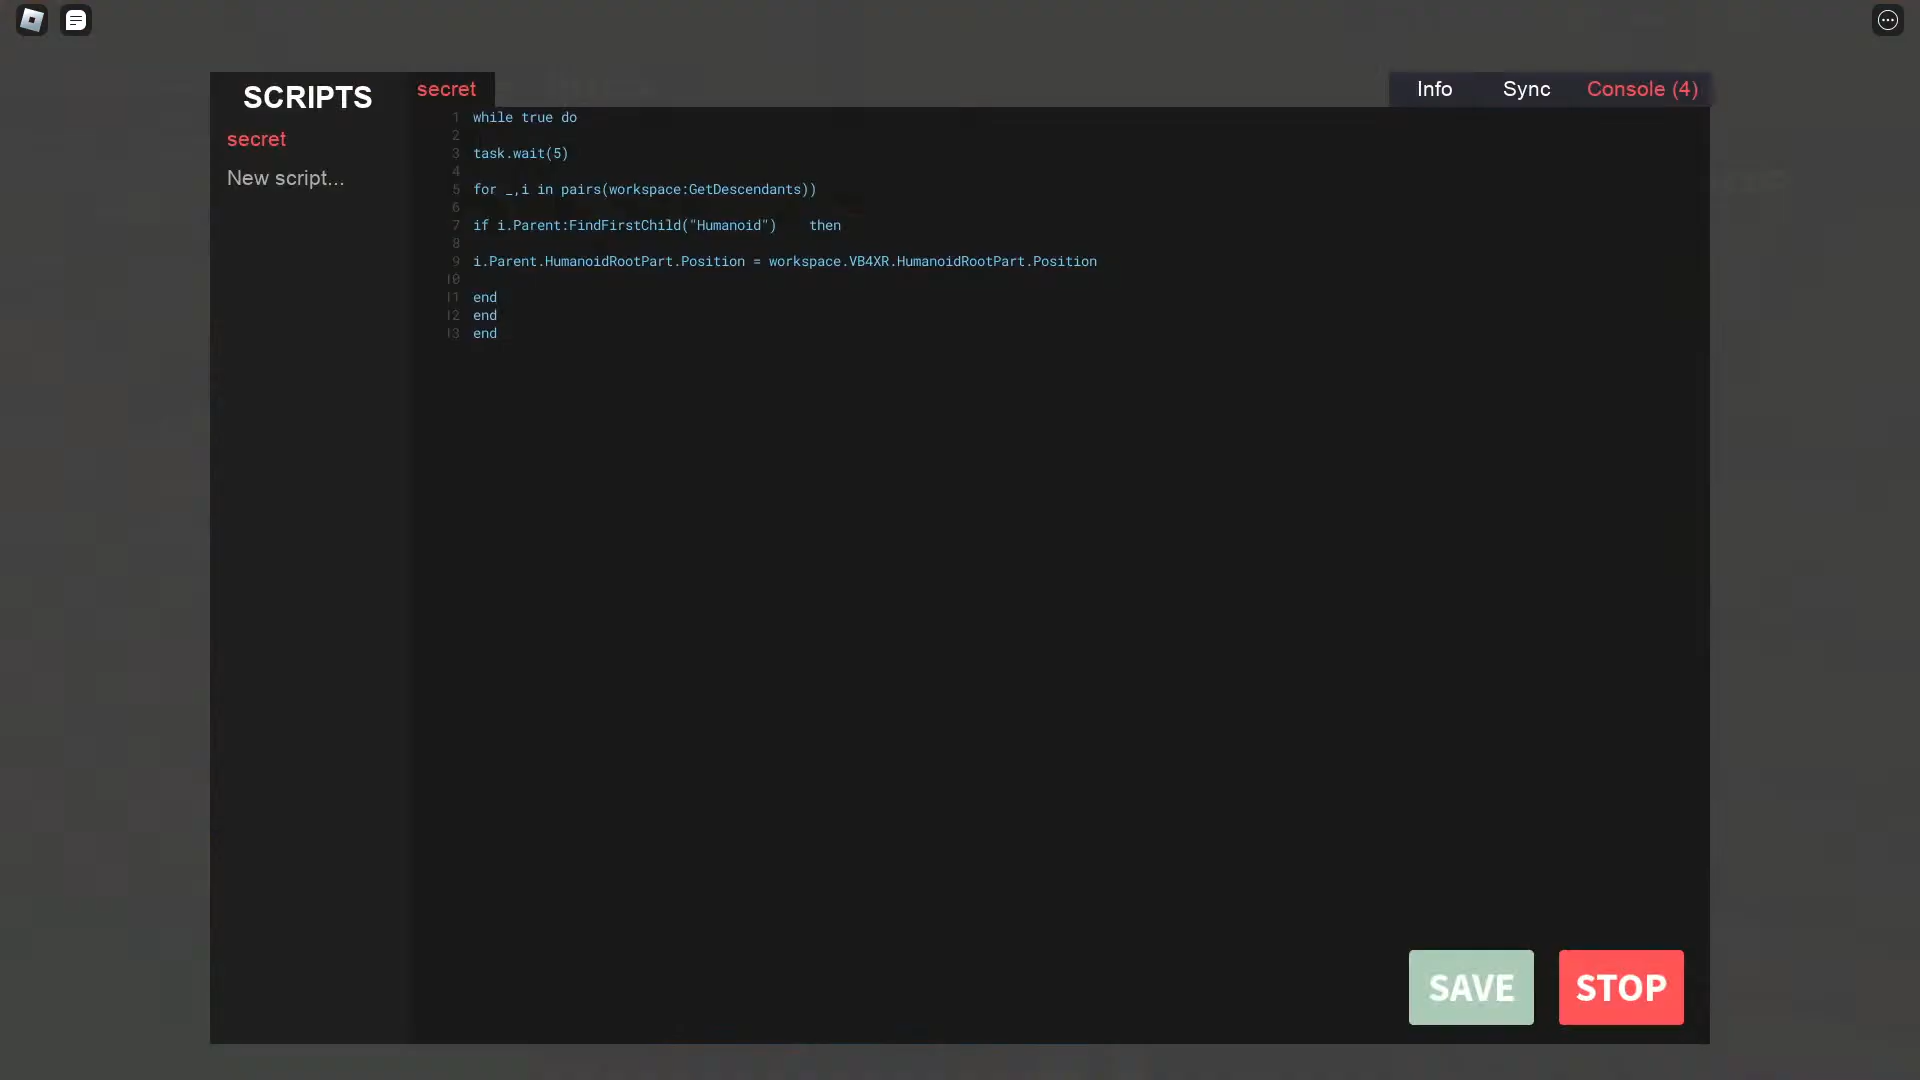 SCRIPTS
secret
New script...
secret
Info
Sync
Console (4)
1 while true do
2
3 task.wait(5)
4
5 for _,i in pairs(workspace:GetDescendants))
6
7 if i.Parent:FindFirstChild("Humanoid")    then
8
9 i.Parent.HumanoidRootPart.Position = workspace.VB4XR.HumanoidRootPart.Position
10
11 end
12 end
13 end
SAVE
STOP